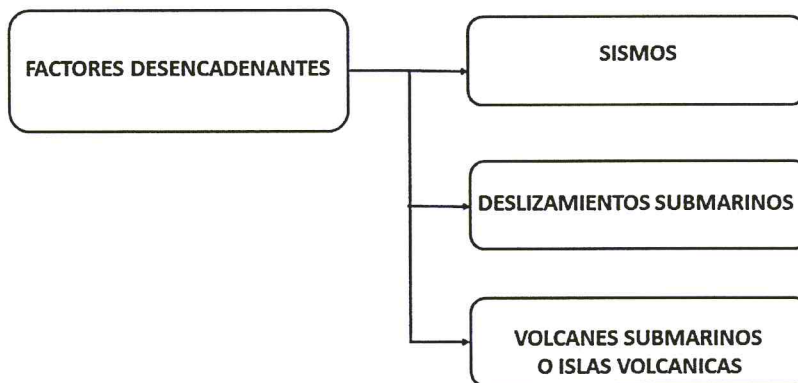 FACTORES DESENCADENANTES
SISMOS
DESLIZAMIENTOS SUBMARINOS
VOLCANES SUBMARINOS
O ISLAS VOLCANICAS